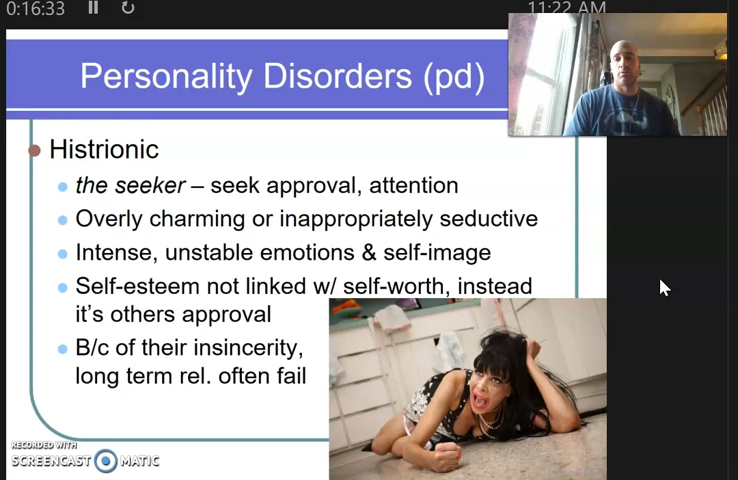 0:16:33
11:22 AM
Personality Disorders (pd)
Histrionic
the seeker – seek approval, attention
Overly charming or inappropriately seductive
Intense, unstable emotions & self-image
Self-esteem not linked w/ self-worth, instead
it's others approval
B/c of their insincerity,
long term rel. often fail
RECORDED WITH
SCREENCAST MATIC